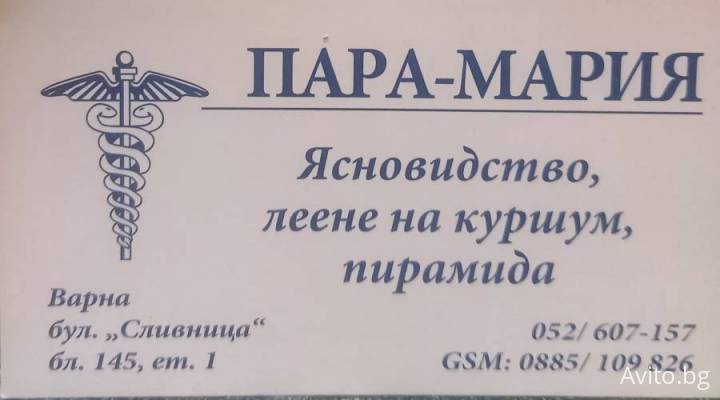 ПАРА-МАРИЯ
Ясновидство,
леене на куршум,
пирамида
Варна
бул. „Сливница“
бл. 145, ет. 1
052/ 607-157
GSM: 0885/ 109 826
Avito.bg